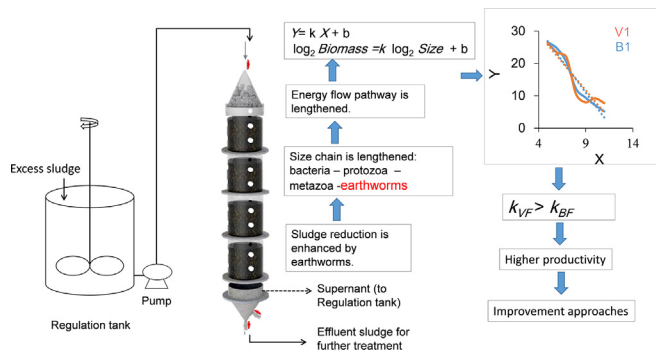 Excess sludge
Pump
Regulation tank
Y= k X + b
log2 Biomass =k log2 Size + b
Energy flow pathway is
lengthened.
Size chain is lengthened:
bacteria – protozoa –
metazoa -earthworms
Sludge reduction is
enhanced by
earthworms.
Supernant (to
Regulation tank)
Effluent sludge for
further treatment
30
20
10
0
Y
4
9
14
X
V1
B1
kVF > kBF
Higher productivity
Improvement approaches